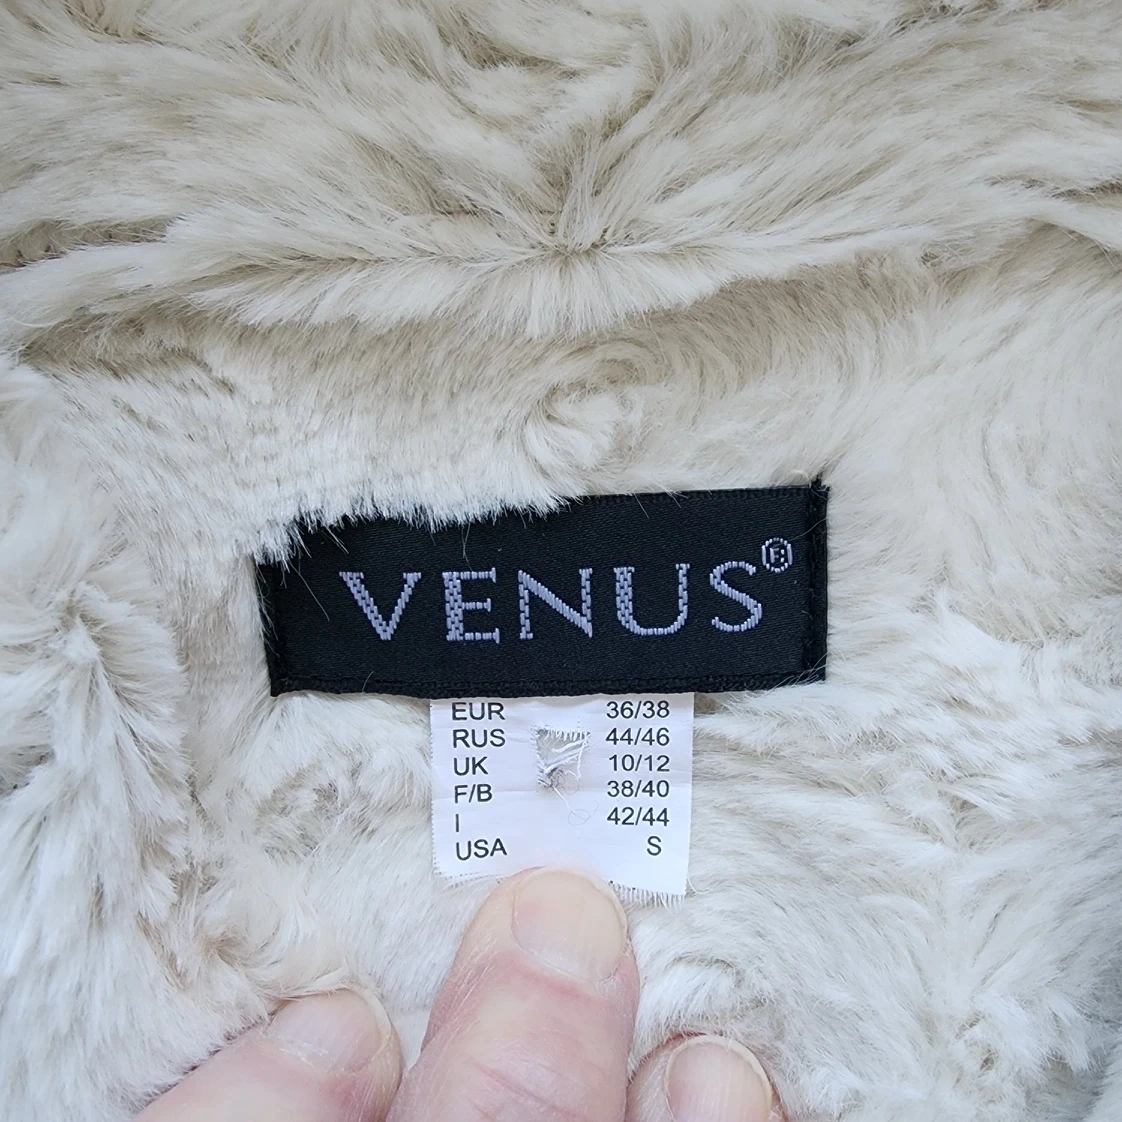 VENUS®
EUR 36/38
RUS 44/46
UK 10/12
F/B 38/40
I 42/44
USA S